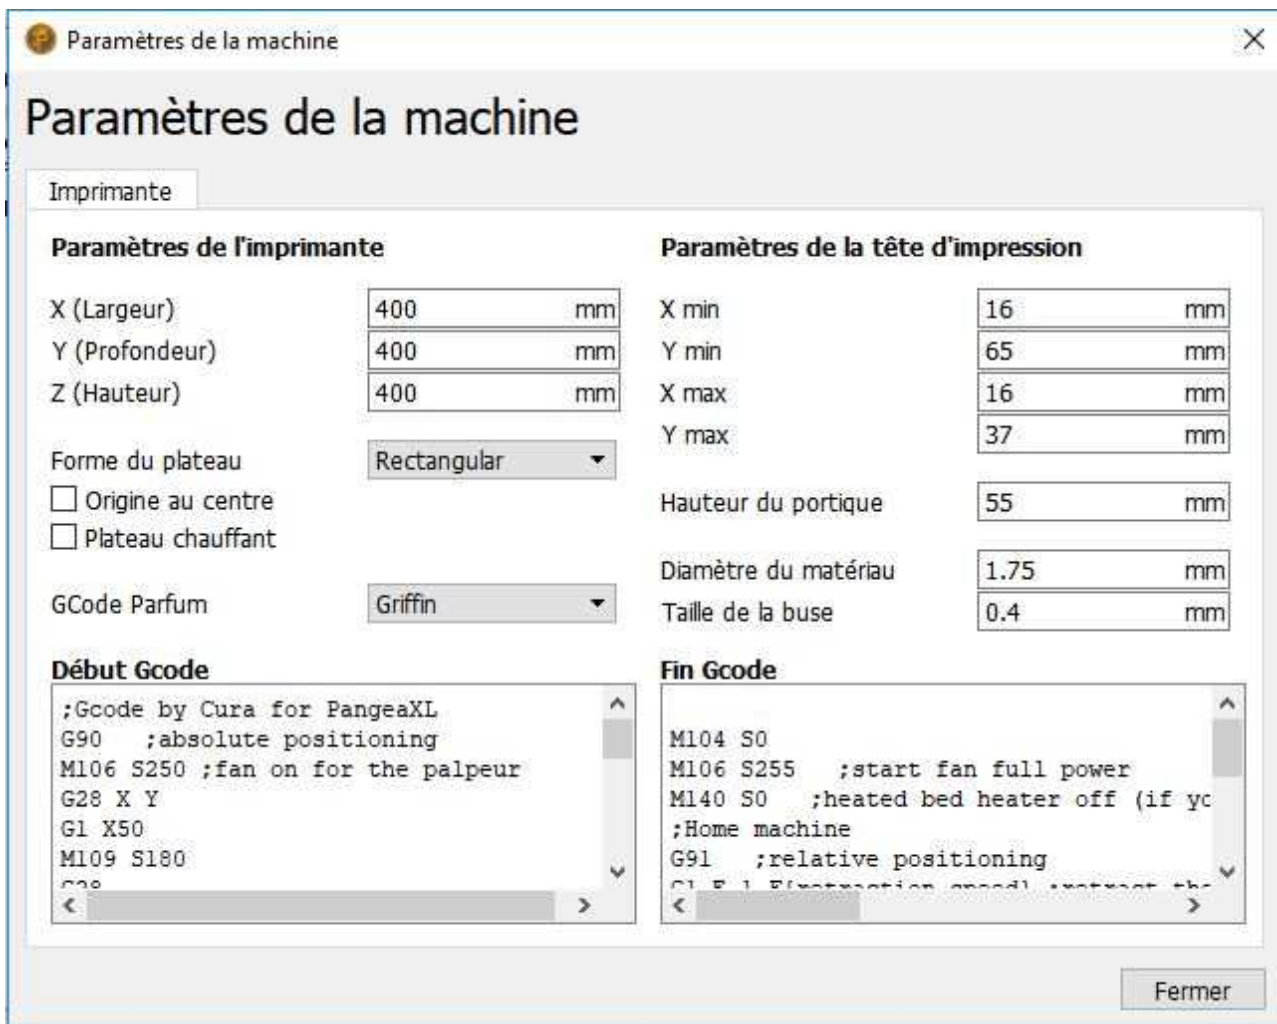 Paramètres de la machine
Paramètres de la machine
Imprimante
Paramètres de l'imprimante
X (Largeur) 400 mm
Y (Profondeur) 400 mm
Z (Hauteur) 400 mm
Forme du plateau Rectangular
Origine au centre
Plateau chauffant
GCode Parfum Griffin
Paramètres de la tête d'impression
X min 16 mm
Y min 65 mm
X max 16 mm
Y max 37 mm
Hauteur du portique 55 mm
Diamètre du matériau 1.75 mm
Taille de la buse 0.4 mm
Début Gcode
;Gcode by Cura for PangeaXL
G90 ;absolute positioning
M106 S250 ;fan on for the palpeur
G28 X Y
G1 X50
M109 S180
G28
Fin Gcode
M104 S0
M106 S255 ;start fan full power
M140 S0 ;heated bed heater off (if yo
;Home machine
G91 ;relative positioning
Fermer